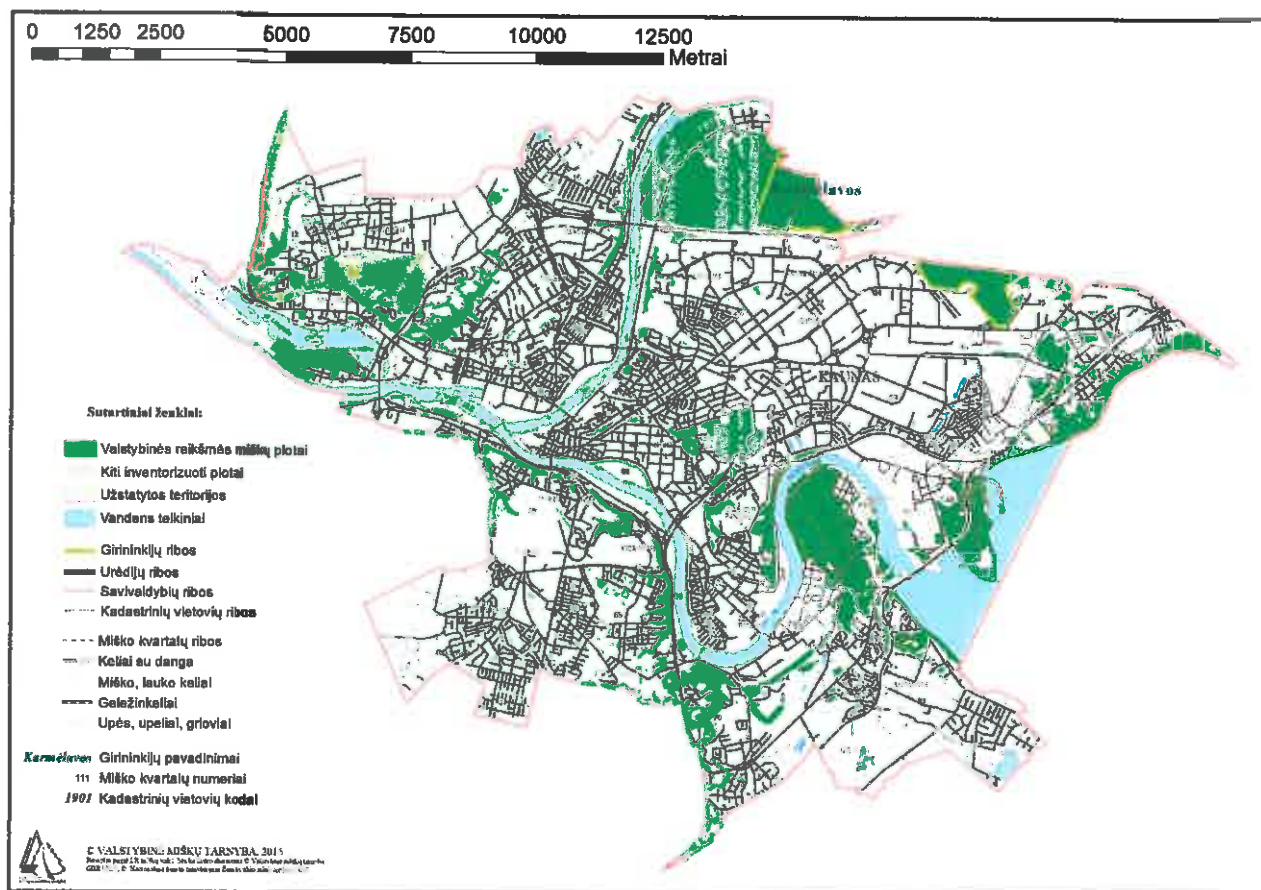 0 1250 2500 5000 7500 10000 12500
Metrai
lavos
KAUNAS
Sutartiniai ženklai:
Valstybinės reikšmės miškų plotai
Kiti inventorizuoti plotai
Užstatytos teritorijos
Vandens telkiniai
Girininkijų ribos
Urėdijų ribos
Savivaldybių ribos
Kadastrinių vietovių ribos
Miško kvartalų ribos
Keliai su danga
Miško, lauko keliai
Geležinkeliai
Upės, upeliai, grioviai
Karmėlavos Girininkijų pavadinimai
111 Miško kvartalų numeriai
1901 Kadastrinių vietovių kodai
© VALSTYBINĖ MIŠKŲ TARNYBA, 2015